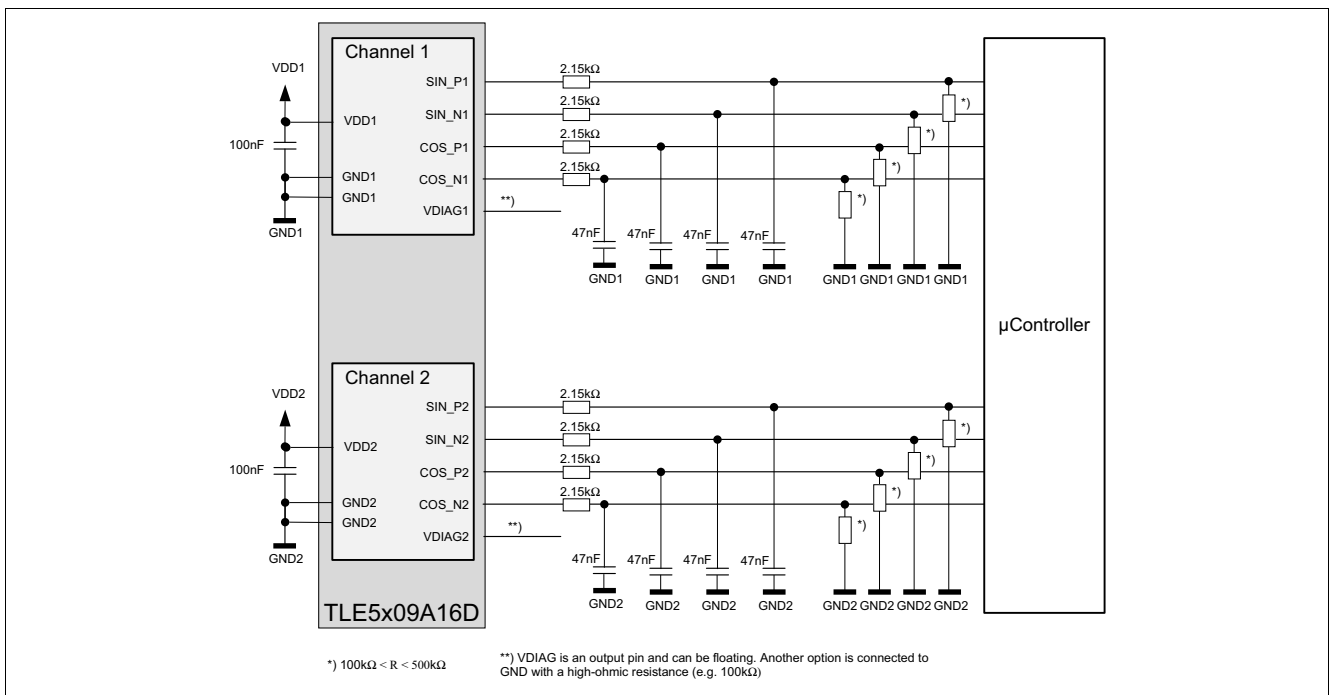 Channel 1
VDD1
SIN_P1
2.15kΩ
*)
SIN_N1
2.15kΩ
*)
VDD1
100nF
COS_P1
2.15kΩ
*)
GND1
COS_N1
2.15kΩ
*)
GND1
VDIAG1
**)
GND1
47nF 47nF 47nF 47nF
GND1 GND1 GND1 GND1 GND1 GND1 GND1 GND1
µController
Channel 2
VDD2
SIN_P2
2.15kΩ
*)
SIN_N2
2.15kΩ
*)
VDD2
100nF
COS_P2
2.15kΩ
*)
GND2
COS_N2
2.15kΩ
*)
GND2
VDIAG2
**)
GND2
47nF 47nF 47nF 47nF
GND2 GND2 GND2 GND2 GND2 GND2 GND2 GND2
TLE5x09A16D
*) 100kΩ < R < 500kΩ
**) VDIAG is an output pin and can be floating. Another option is connected to
GND with a high-ohmic resistance (e.g. 100kΩ)